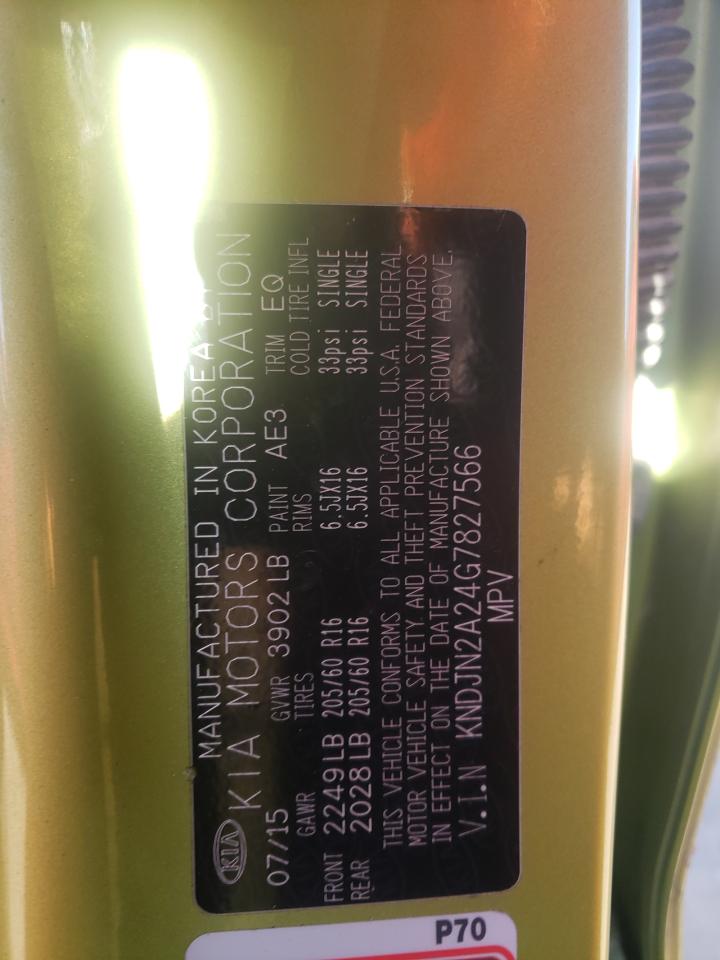 MANUFACTURED IN KOREA BY
KIA KIA MOTORS CORPORATION
07/15 GVWR 3902LB PAINT AE3 TRIM EQ
GAWR TIRES RIMS COLD TIRE INFL
FRONT 2249LB 205/60 R16 6.5JX16 33psi SINGLE
REAR 2028LB 205/60 R16 6.5JX16 33psi SINGLE
THIS VEHICLE CONFORMS TO ALL APPLICABLE U.S.A. FEDERAL
MOTOR VEHICLE SAFETY AND THEFT PREVENTION STANDARDS
IN EFFECT ON THE DATE OF MANUFACTURE SHOWN ABOVE.
V.I.N KNDJN2A24G7827566
MPV
P70